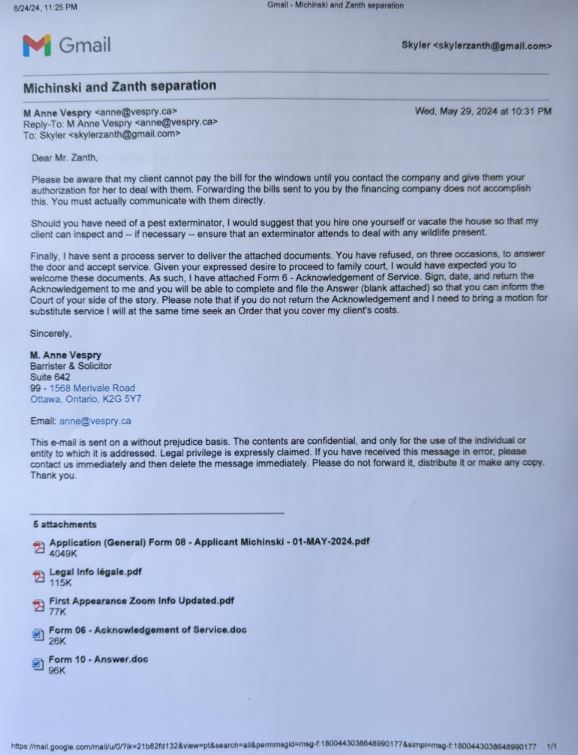 6/24/24, 11:25 PM
Gmail - Michinski and Zanth separation
Gmail
Skyler <skylerzanth@gmail.com>
Michinski and Zanth separation
M Anne Vespry <anne@vespry.ca>
Wed, May 29, 2024 at 10:31 PM
Reply-To: M Anne Vespry <anne@vespry.ca>
To: Skyler <skylerzanth@gmail.com>
Dear Mr. Zanth,
Please be aware that my client cannot pay the bill for the windows until you contact the company and give them your
authorization for her to deal with them. Forwarding the bills sent to you by the financing company does not accomplish
this. You must actually communicate with them directly.
Should you have need of a pest exterminator, I would suggest that you hire one yourself or vacate the house so that my
client can inspect and -- if necessary -- ensure that an exterminator attends to deal with any wildlife present.
Finally, I have sent a process server to deliver the attached documents. You have refused, on three occasions, to answer
the door and accept service. Given your expressed desire to proceed to family court, I would have expected you to
welcome these documents. As such, I have attached Form 6 - Acknowledgement of Service. Sign, date, and return the
Acknowledgement to me and you will be able to complete and file the Answer (blank attached) so that you can inform the
Court of your side of the story. Please note that if you do not return the Acknowledgement and I need to bring a motion for
substitute service I will at the same time seek an Order that you cover my client's costs.
Sincerely,
M. Anne Vespry
Barrister & Solicitor
Suite 642
99 - 1568 Merivale Road
Ottawa, Ontario, K2G 5Y7
Email: anne@vespry.ca
This e-mail is sent on a without prejudice basis. The contents are confidential, and only for the use of the individual or
entity to which it is addressed. Legal privilege is expressly claimed. If you have received this message in error, please
contact us immediately and then delete the message immediately. Please do not forward it, distribute it or make any copy.
Thank you.
5 attachments
Application (General) Form 08 - Applicant Michinski - 01-MAY-2024.pdf
4049K
Legal Info légale.pdf
115K
First Appearance Zoom Info Updated.pdf
77K
Form 06 - Acknowledgement of Service.doc
26K
Form 10 - Answer.doc
96K
https://mail.google.com/mail/u/0/?ik=21b82fd132&view=pt&search=all&permmsgid=msg-f:1800443038648990177&simpl=msg-f:1800443038648990177
1/1